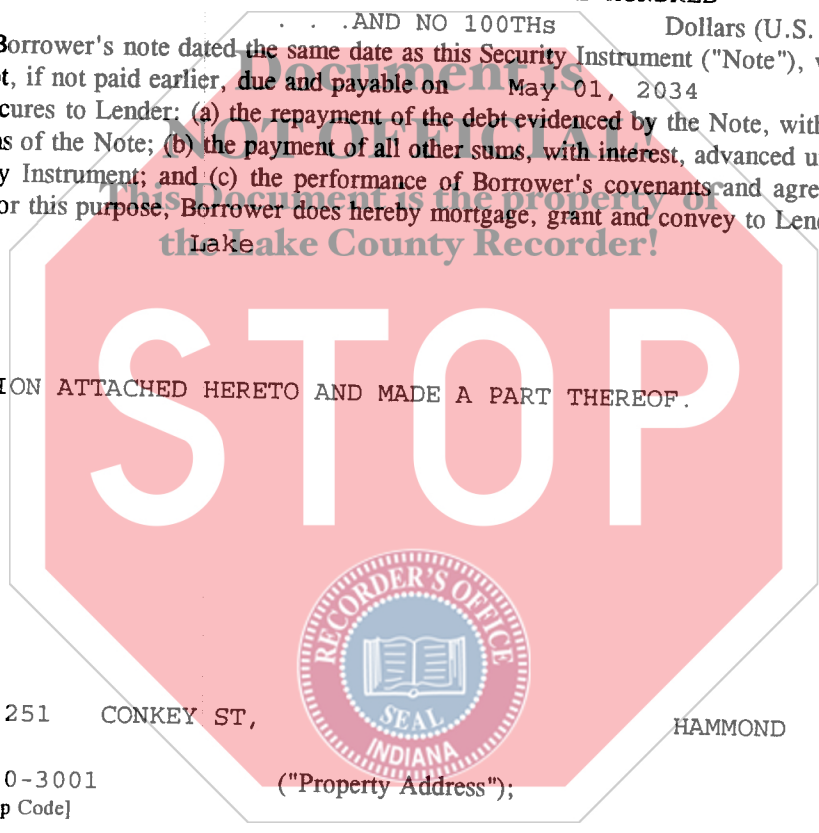 . . .AND NO 100THs Dollars (U.S.
Borrower's note dated the same date as this Security Instrument ("Note"),
if not paid earlier, due and payable on May 01, 2034
cures to Lender: (a) the repayment of the debt evidenced by the Note, with
of the Note; (b) the payment of all other sums, with interest, advanced
Instrument; and (c) the performance of Borrower's covenants and agre
or this purpose, Borrower does hereby mortgage, grant and convey to Lend
Lake
Document is
NOT OFFICIAL!
This Document is the property of
the Lake County Recorder!
STOP
ION ATTACHED HERETO AND MADE A PART THEREOF.
RECORDER'S OFFICE
SEAL
INDIANA
251 CONKEY ST, HAMMOND
0-3001 ("Property Address");
p Code]